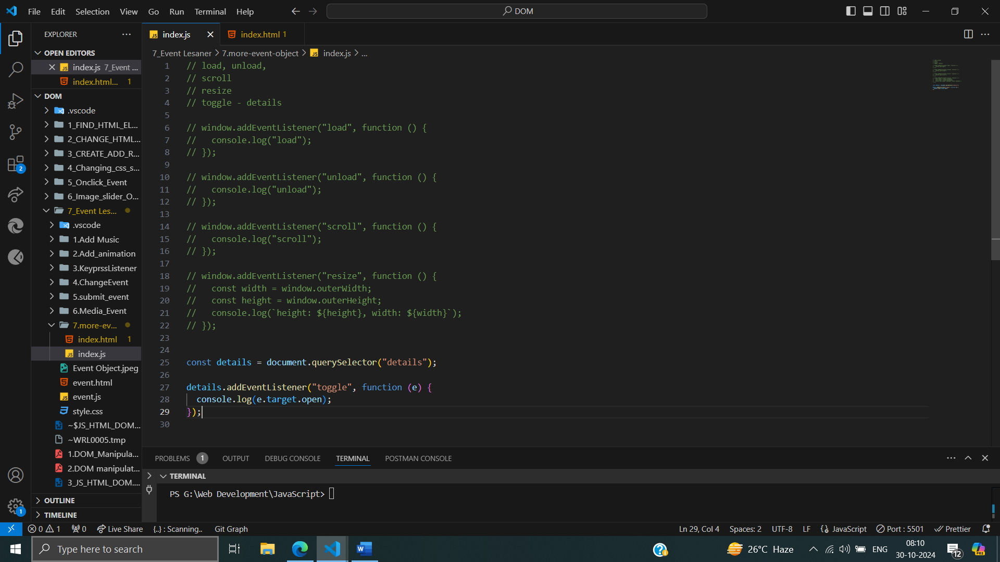 File Edit Selection View Go Run Terminal Help
DOM
EXPLORER
OPEN EDITORS
index.js 7_Event ...
index.html... 1
DOM
.vscode
1_FIND_HTML_EL...
2_CHANGE_HTML...
3_CREATE_ADD_R...
4_Changing_css_s...
5_Onclick_Event
6_Image_slider_O...
7_Event Les...
.vscode
1.Add Music
2.Add_animation
3.KeyprssListener
4.ChangeEvent
5.submit_event
6.Media_Event
7.more-ev...
index.html 1
index.js
Event Object.jpeg
event.html
event.js
style.css
~$JS_HTML_DOM...
~WRL0005.tmp
1.DOM_Manipula...
2.DOM manipulat...
3_JS_HTML_DOM....
OUTLINE
TIMELINE
2
1
index.js
index.html 1
7_Event Lesaner > 7.more-event-object > index.js > ...
1 // load, unload,
2 // scroll
3 // resize
4 // toggle - details
5
6 // window.addEventListener("load", function () {
7 //   console.log("load");
8 // });
9
10 // window.addEventListener("unload", function () {
11 //   console.log("unload");
12 // });
13
14 // window.addEventListener("scroll", function () {
15 //   console.log("scroll");
16 // });
17
18 // window.addEventListener("resize", function () {
19 //   const width = window.outerWidth;
20 //   const height = window.outerHeight;
21 //   console.log(`height: ${height}, width: ${width}`);
22 // });
23
24
25 const details = document.querySelector("details");
26
27 details.addEventListener("toggle", function (e) {
28   console.log(e.target.open);
29 });
30
PROBLEMS 1 OUTPUT DEBUG CONSOLE TERMINAL POSTMAN CONSOLE
TERMINAL
PS G:\Web Development\JavaScript>
0 1 0 Live Share {..} : Scanning.. Git Graph
Ln 29, Col 4 Spaces: 2 UTF-8 LF JavaScript Port : 5501 Prettier
Type here to search
26°C Haze
ENG
08:10
30-10-2024
12
PRE